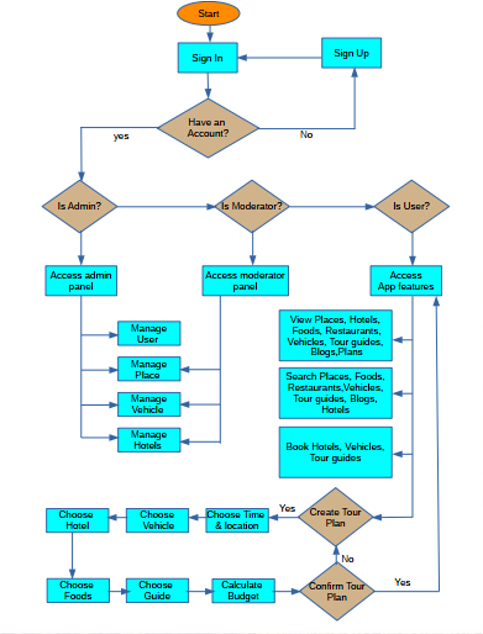 Start
Sign In
Sign Up
Have an
Account?
yes
No
Is Admin?
Is Moderator?
Is User?
Access admin
panel
Access moderator
panel
Access
App features
Manage
User
Manage
Place
Manage
Vehicle
Manage
Hotels
View Places, Hotels,
Foods, Restaurants,
Vehicles, Tour guides,
Blogs,Plans
Search Places, Foods,
Restaurants,Vehicles,
Tour guides, Blogs,
Hotels
Book Hotels, Vehicles,
Tour guides
Create Tour
Plan
Yes
Choose Time
& location
Choose
Vehicle
Choose
Hotel
Choose
Foods
Choose
Guide
Calculate
Budget
Confirm Tour
Plan
No
Yes